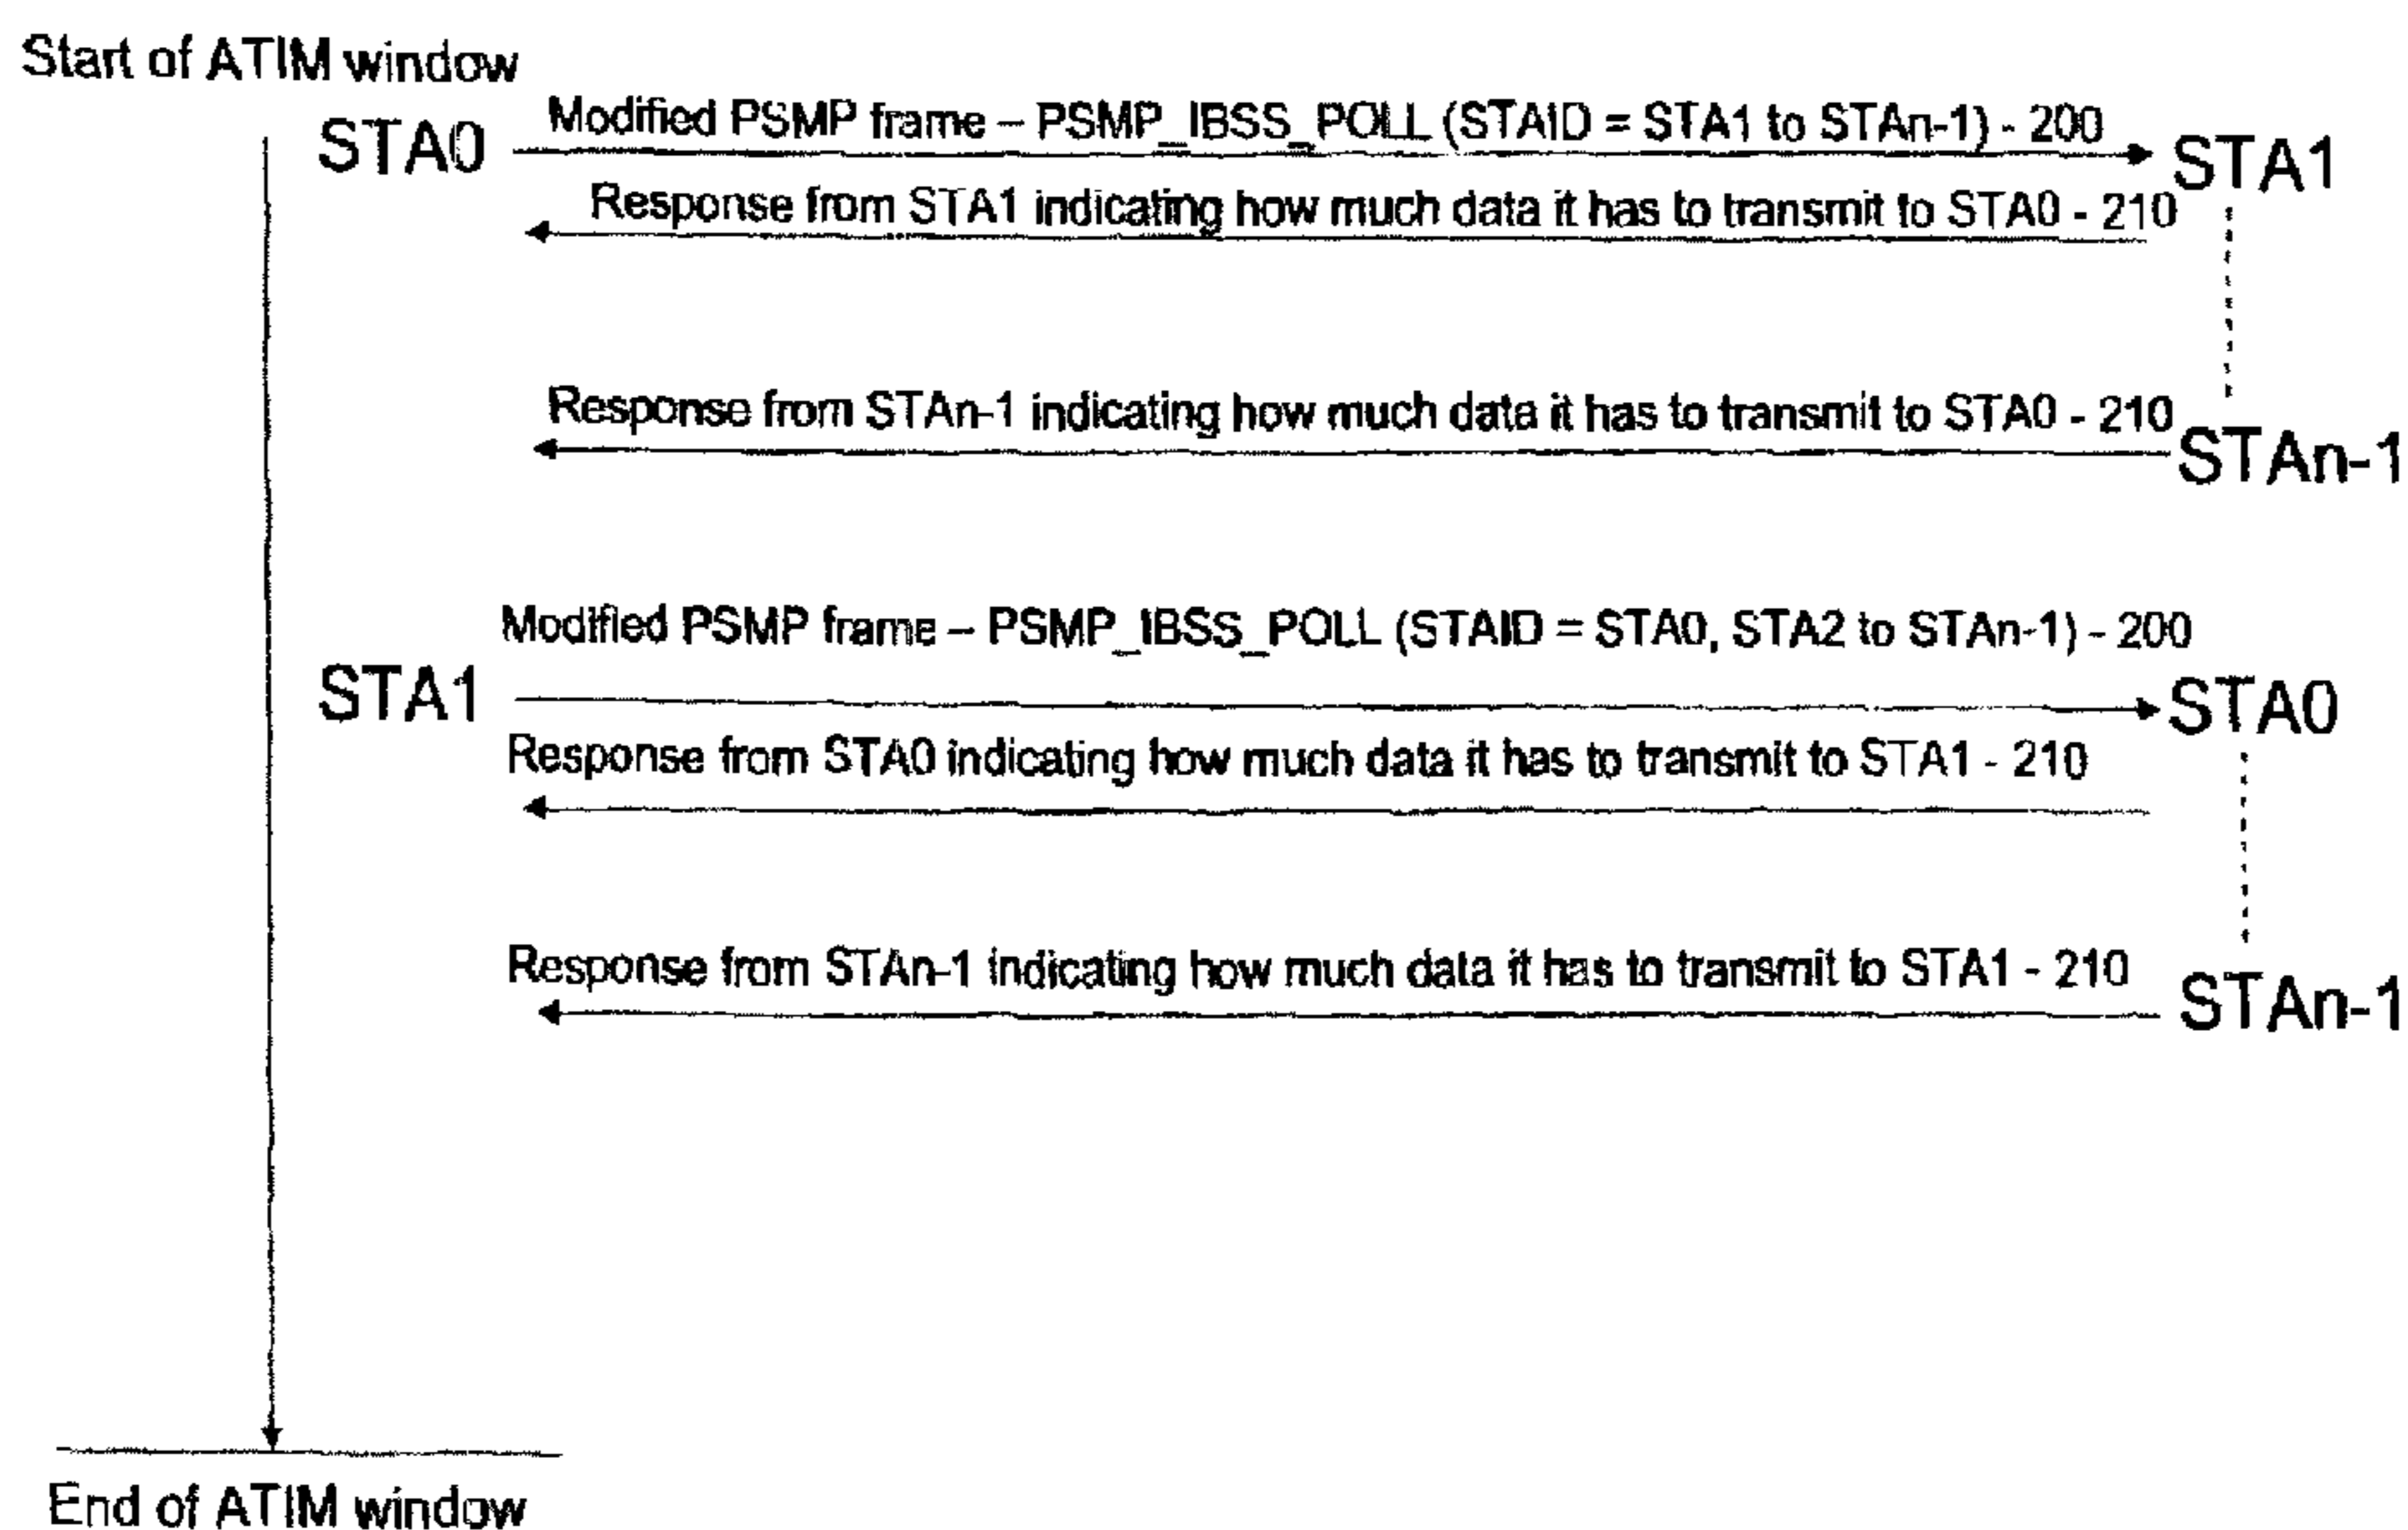 Start of ATIM window
STA0
Modified PSMP frame – PSMP_IBSS_POLL (STAID = STA1 to STAn-1) - 200
STA1
Response from STA1 indicating how much data it has to transmit to STA0 - 210
Response from STAn-1 indicating how much data it has to transmit to STA0 - 210
STAn-1
Modified PSMP frame – PSMP_IBSS_POLL (STAID = STA0, STA2 to STAn-1) - 200
STA1
STA0
Response from STA0 indicating how much data it has to transmit to STA1 - 210
Response from STAn-1 indicating how much data it has to transmit to STA1 - 210
STAn-1
End of ATIM window